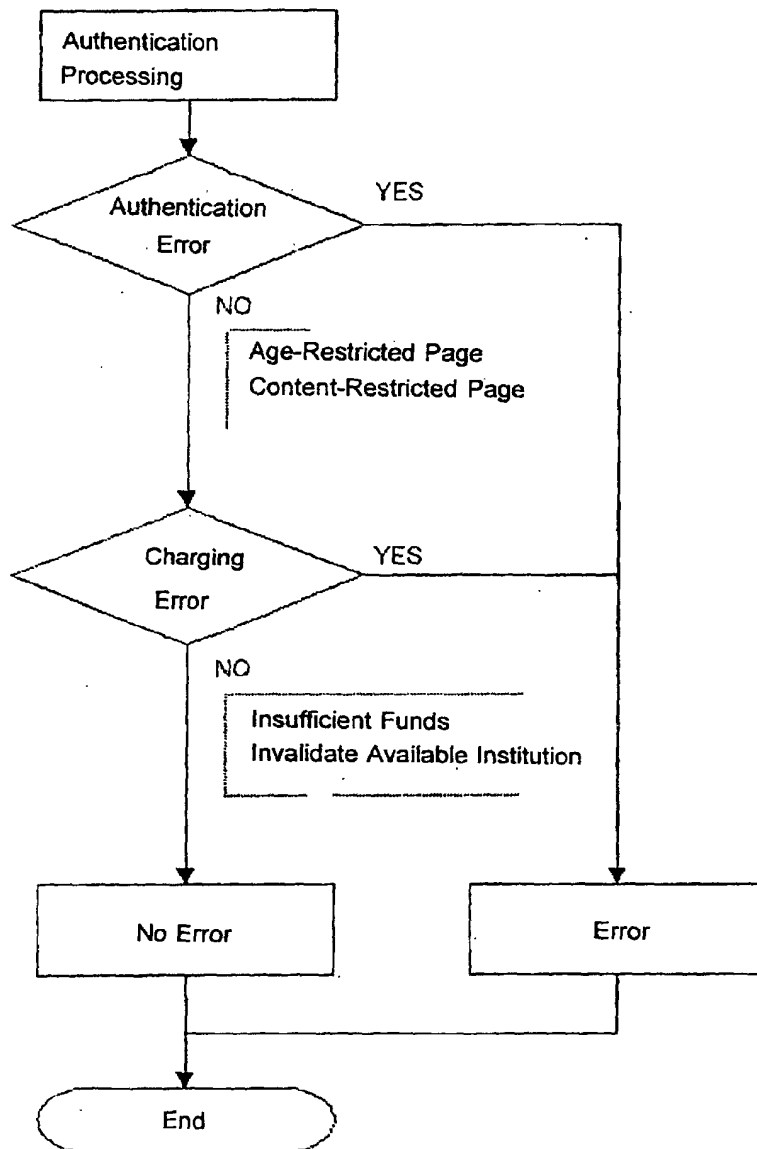 Authentication
Processing
Authentication
Error
YES
NO
Age-Restricted Page
Content-Restricted Page
Charging
Error
YES
NO
Insufficient Funds
Invalidate Available Institution
No Error
Error
End